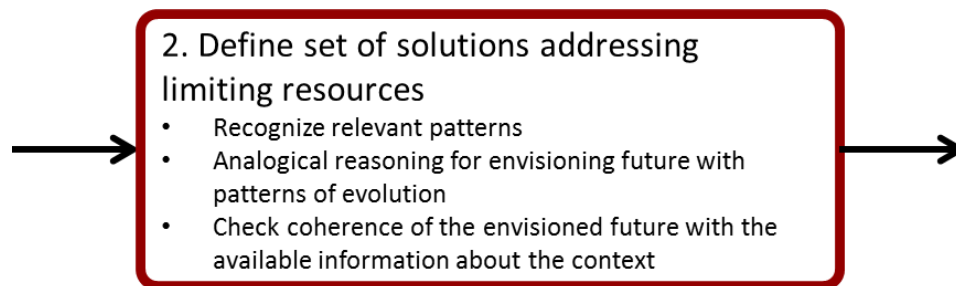 2. Define set of solutions addressing
limiting resources
• Recognize relevant patterns
• Analogical reasoning for envisioning future with
patterns of evolution
• Check coherence of the envisioned future with the
available information about the context